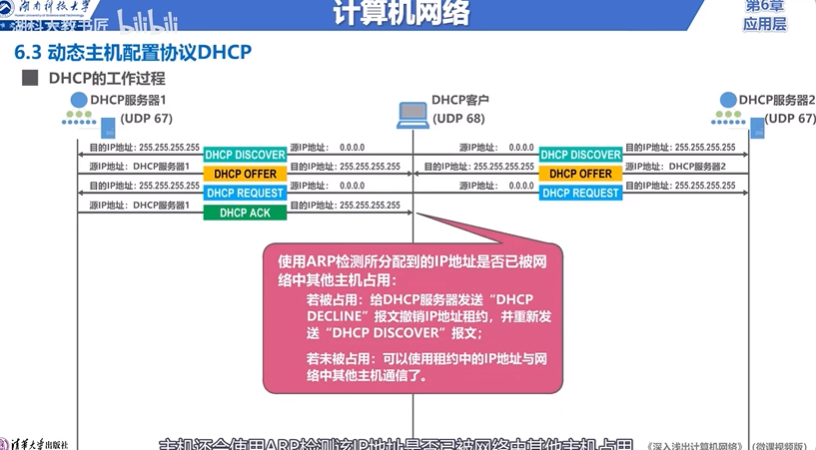 湖南科技大学
湖科大教书匠 bilibili
计算机网络
第6章
应用层
6.3 动态主机配置协议DHCP
DHCP的工作过程
DHCP服务器1
(UDP 67)
DHCP客户
(UDP 68)
DHCP服务器2
(UDP 67)
目的IP地址：255.255.255.255 DHCP DISCOVER 源IP地址： 0.0.0.0 源IP地址： 0.0.0.0 DHCP DISCOVER 目的IP地址：255.255.255.255
源IP地址：DHCP服务器1 DHCP OFFER 目的IP地址：255.255.255.255 目的IP地址：255.255.255.255 DHCP OFFER 源IP地址：DHCP服务器2
目的IP地址：255.255.255.255 DHCP REQUEST 源IP地址： 0.0.0.0 源IP地址： 0.0.0.0 DHCP REQUEST 目的IP地址：255.255.255.255
源IP地址：DHCP服务器1 DHCP ACK 目的IP地址：255.255.255.255
使用ARP检测所分配到的IP地址是否已被网
络中其他主机占用：
若被占用：给DHCP服务器发送“DHCP
DECLINE”报文撤销IP地址租约，并重新发
送“DHCP DISCOVER”报文；
若未被占用：可以使用租约中的IP地址与网
络中其他主机通信了。
清华大学出版社
主机还会使用ARP检测该IP地址是否已被网络中其他主机占用
《深入浅出计算机网络》（微课视频版）